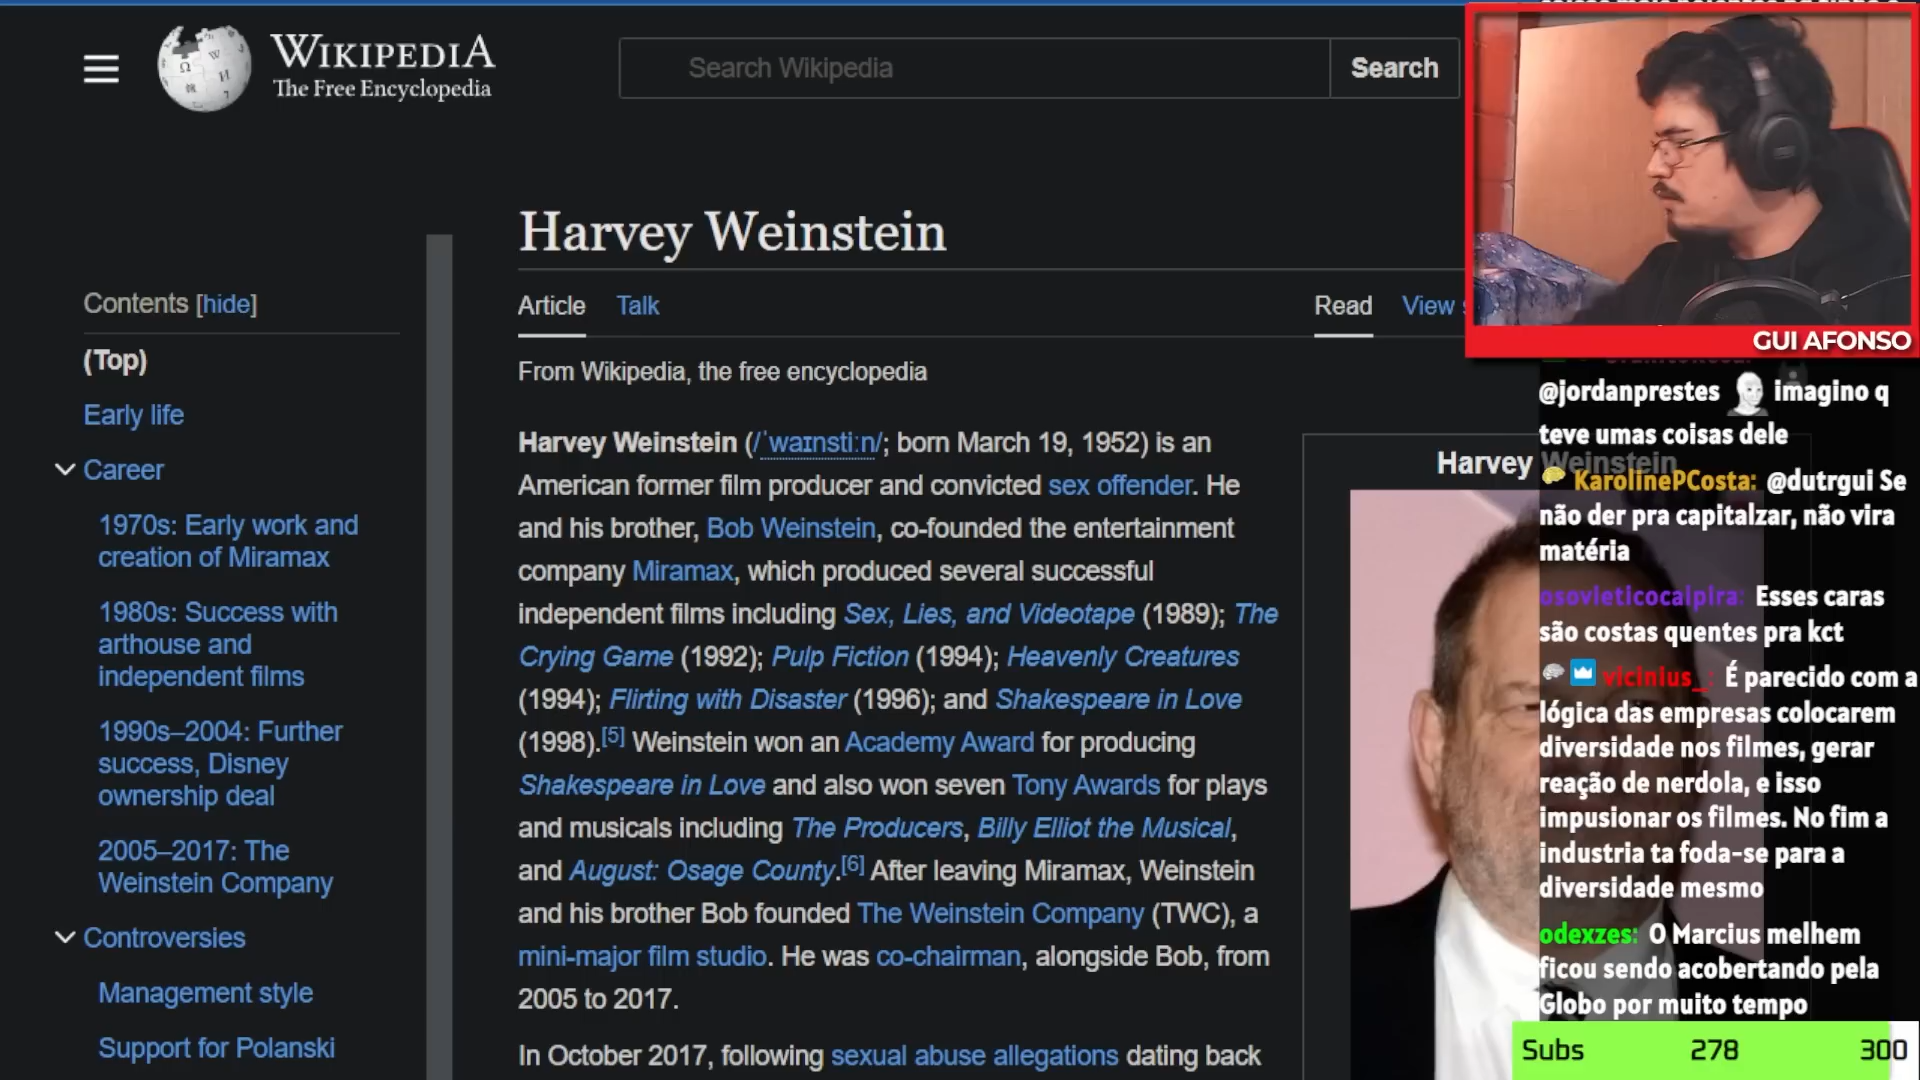 WIKIPEDIA
The Free Encyclopedia
Search Wikipedia
Search
Harvey Weinstein
Article Talk
Read View
From Wikipedia, the free encyclopedia
Contents [hide]
(Top)
Early life
Career
1970s: Early work and
creation of Miramax
1980s: Success with
arthouse and
independent films
1990s–2004: Further
success, Disney
ownership deal
2005–2017: The
Weinstein Company
Controversies
Management style
Support for Polanski
Harvey Weinstein (/ˈwaɪnstiːn/; born March 19, 1952) is an
American former film producer and convicted sex offender. He
and his brother, Bob Weinstein, co-founded the entertainment
company Miramax, which produced several successful
independent films including Sex, Lies, and Videotape (1989); The
Crying Game (1992); Pulp Fiction (1994); Heavenly Creatures
(1994); Flirting with Disaster (1996); and Shakespeare in Love
(1998).[5] Weinstein won an Academy Award for producing
Shakespeare in Love and also won seven Tony Awards for plays
and musicals including The Producers, Billy Elliot the Musical,
and August: Osage County.[6] After leaving Miramax, Weinstein
and his brother Bob founded The Weinstein Company (TWC), a
mini-major film studio. He was co-chairman, alongside Bob, from
2005 to 2017.
In October 2017, following sexual abuse allegations dating back
Harvey Weinstein
GUI AFONSO
@jordanprestes imagino q
teve umas coisas dele
KarolinePCosta: @dutrgui Se
não der pra capitalzar, não vira
matéria
osovieticocaipira: Esses caras
são costas quentes pra kct
vicinius_: É parecido com a
lógica das empresas colocarem
diversidade nos filmes, gerar
reação de nerdola, e isso
impusionar os filmes. No fim a
industria ta foda-se para a
diversidade mesmo
odexzes: O Marcius melhem
ficou sendo acobertando pela
Globo por muito tempo
Subs 278 300